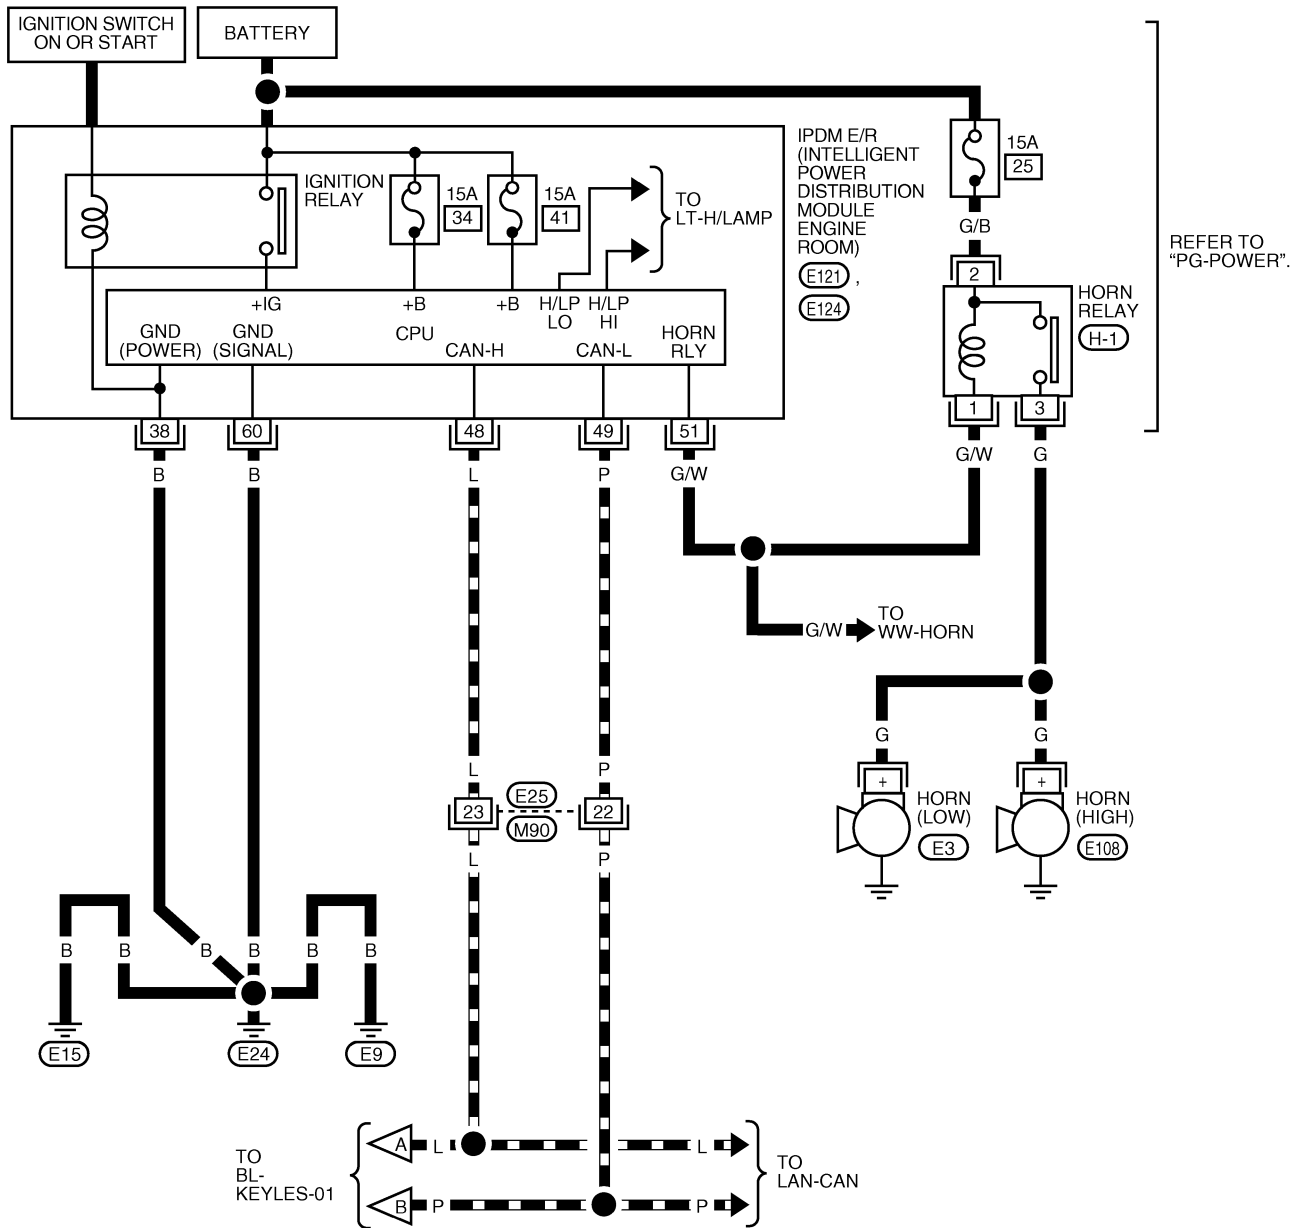 IGNITION SWITCH
ON OR START
BATTERY
IPDM E/R
(INTELLIGENT
POWER
DISTRIBUTION
MODULE
ENGINE
ROOM)
E121 ,
E124
15A
25
G/B
REFER TO
“PG-POWER”.
IGNITION
RELAY
15A
34
15A
41
TO
LT-H/LAMP
2
HORN
RELAY
H-1
+IG
+B
+B
H/LP
LO
H/LP
HI
GND
(POWER)
GND
(SIGNAL)
CPU
CAN-H
CAN-L
HORN
RLY
1
3
38
60
48
49
51
G/W
G
B
B
L
P
G/W
TO
WW-HORN
G/W
G
G
L
P
+
+
23
E25
M90
22
HORN
(LOW)
E3
HORN
(HIGH)
E108
L
P
B
B
B
B
B
B
E15
E24
E9
TO
BL-
KEYLES-01
A
L
L
B
P
P
TO
LAN-CAN